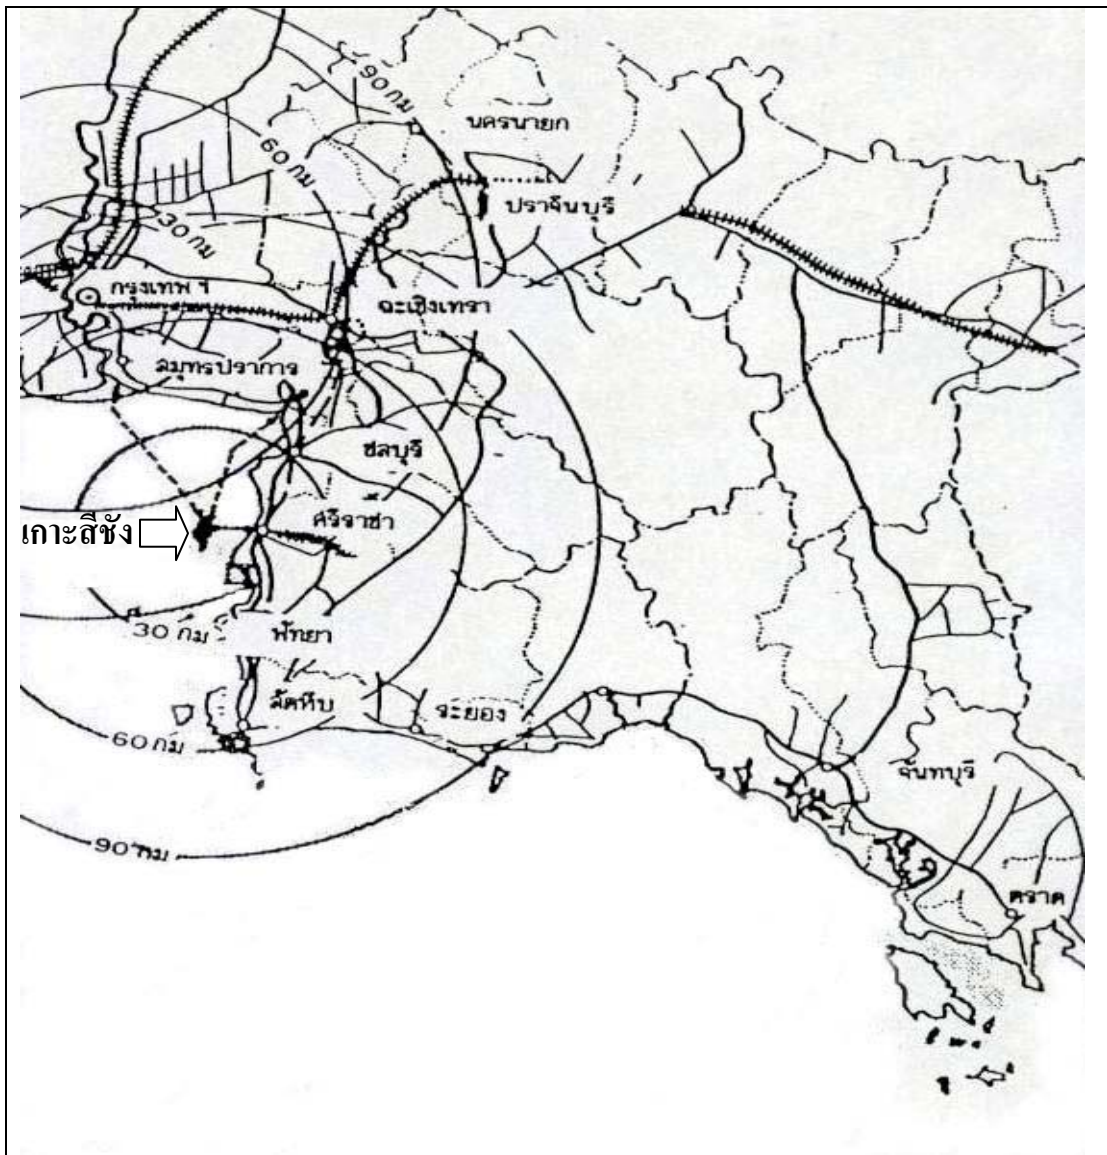 90 กม
นครนายก
60 กม
ปราจีนบุรี
30 กม
กรุงเทพ ฯ
ฉะเชิงเทรา
สมุทรปราการ
ชลบุรี
ศรีราชา
เกาะสีชัง
30 กม
พัทยา
สัตหีบ
ระยอง
60 กม
จันทบุรี
90 กม
ตราด